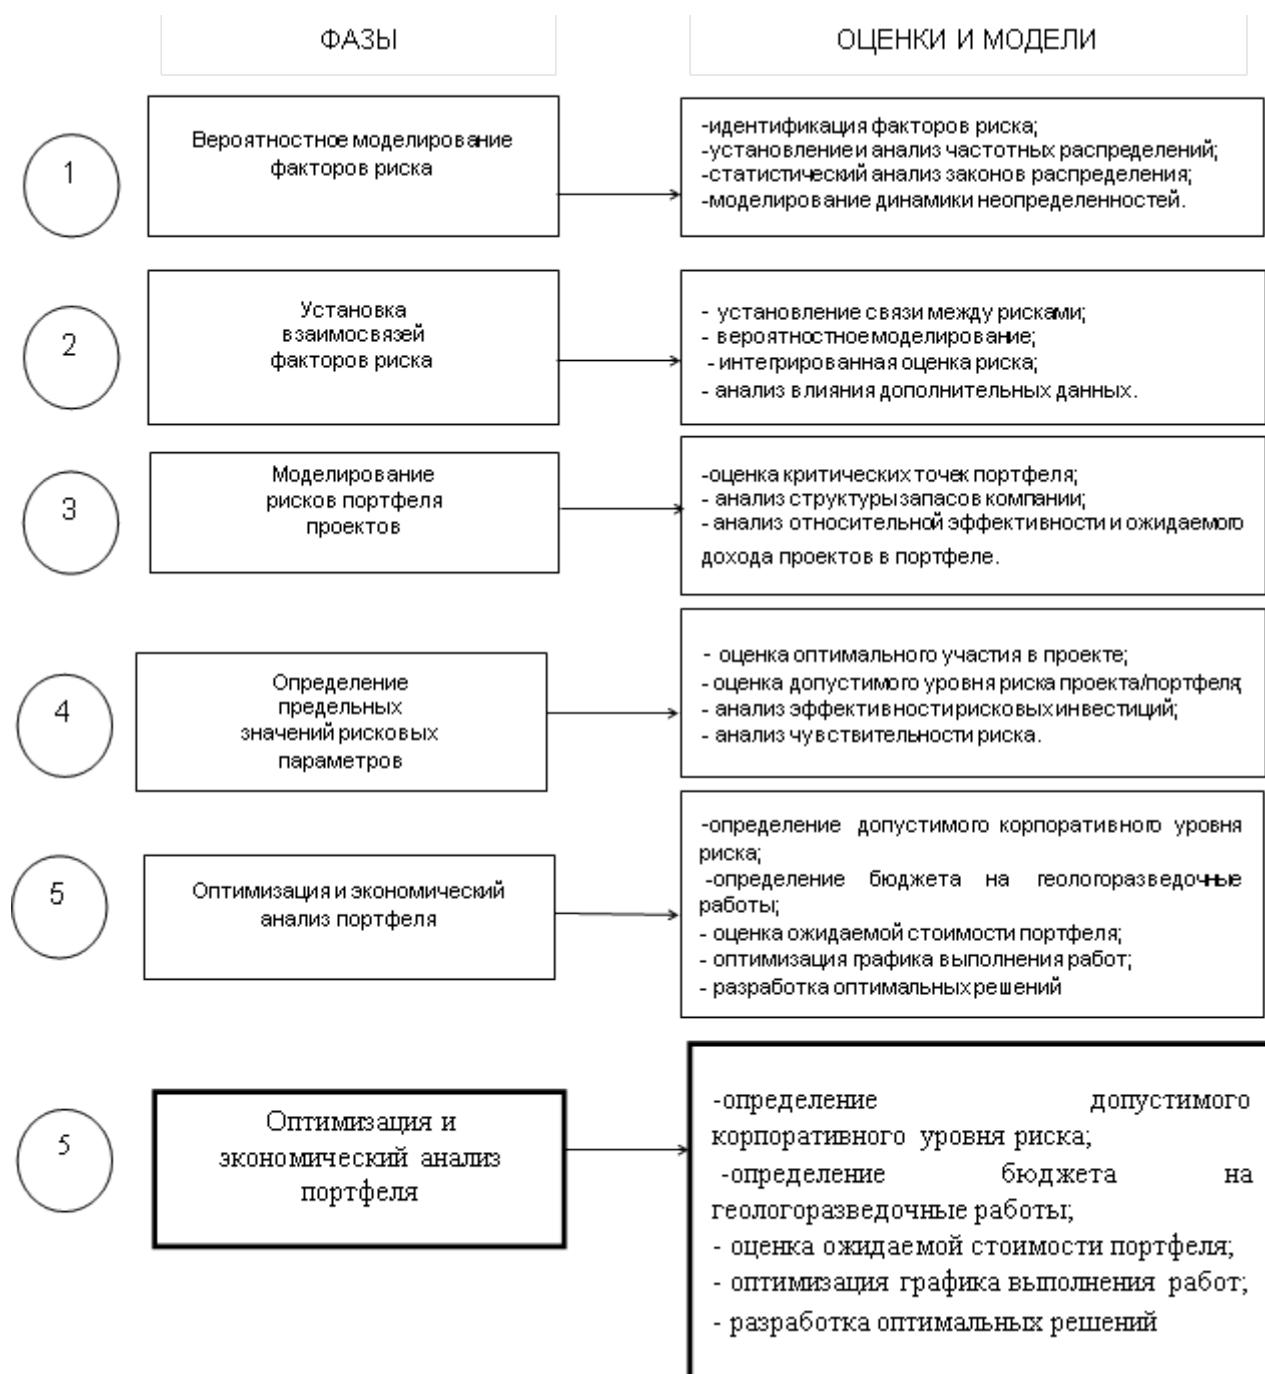 ФАЗЫ
ОЦЕНКИ И МОДЕЛИ
1
Вероятностное моделирование
факторов риска
-идентификация факторов риска;
-установление и анализ частотных распределений;
-статистический анализ законов распределения;
-моделирование динамики неопределенностей.
2
Установка
взаимосвязей
факторов риска
- установление связи между рисками;
- вероятностное моделирование;
- интегрированная оценка риска;
- анализ влияния дополнительных данных.
3
Моделирование
рисков портфеля
проектов
-оценка критических точек портфеля;
- анализ структуры запасов компании;
- анализ относительной эффективности и ожидаемого
дохода проектов в портфеле.
4
Определение
предельных
значений рисковых
параметров
- оценка оптимального участия в проекте;
- оценка допустимого уровня риска проекта/портфеля;
- анализ эффективности рисковых инвестиций;
- анализ чувствительности риска.
5
Оптимизация и экономический
анализ портфеля
-определение допустимого корпоративного уровня
риска;
-определение бюджета на геологоразведочные
работы;
- оценка ожидаемой стоимости портфеля;
- оптимизация графика выполнения работ;
- разработка оптимальных решений
5
Оптимизация и
экономический анализ
портфеля
-определение допустимого
корпоративного уровня риска;
-определение бюджета на
геологоразведочные работы;
- оценка ожидаемой стоимости портфеля;
- оптимизация графика выполнения работ;
- разработка оптимальных решений